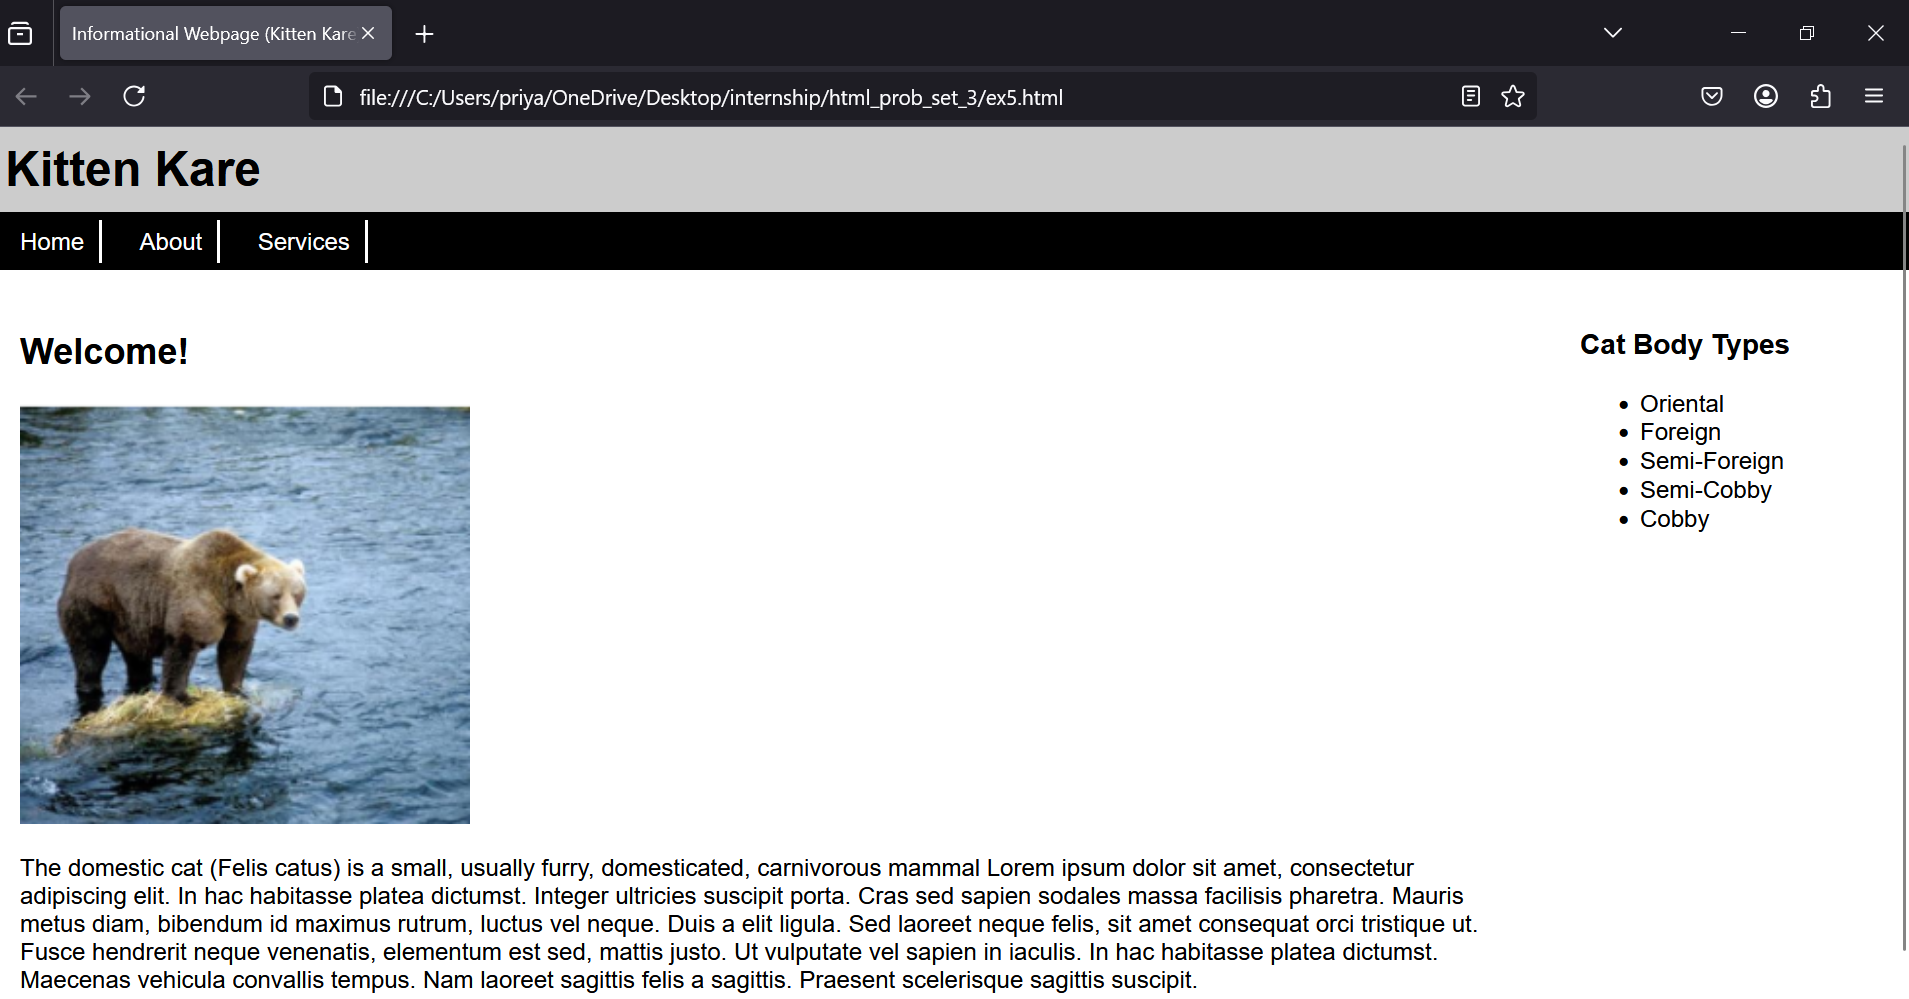 Informational Webpage (Kitten Kare
file:///C:/Users/priya/OneDrive/Desktop/internship/html_prob_set_3/ex5.html
Kitten Kare
Home About Services
Welcome!
The domestic cat (Felis catus) is a small, usually furry, domesticated, carnivorous mammal Lorem ipsum dolor sit amet, consectetur
adipiscing elit. In hac habitasse platea dictumst. Integer ultricies suscipit porta. Cras sed sapien sodales massa facilisis pharetra. Mauris
metus diam, bibendum id maximus rutrum, luctus vel neque. Duis a elit ligula. Sed laoreet neque felis, sit amet consequat orci tristique ut.
Fusce hendrerit neque venenatis, elementum est sed, mattis justo. Ut vulputate vel sapien in iaculis. In hac habitasse platea dictumst.
Maecenas vehicula convallis tempus. Nam laoreet sagittis felis a sagittis. Praesent scelerisque sagittis suscipit.
Cat Body Types
Oriental
Foreign
Semi-Foreign
Semi-Cobby
Cobby